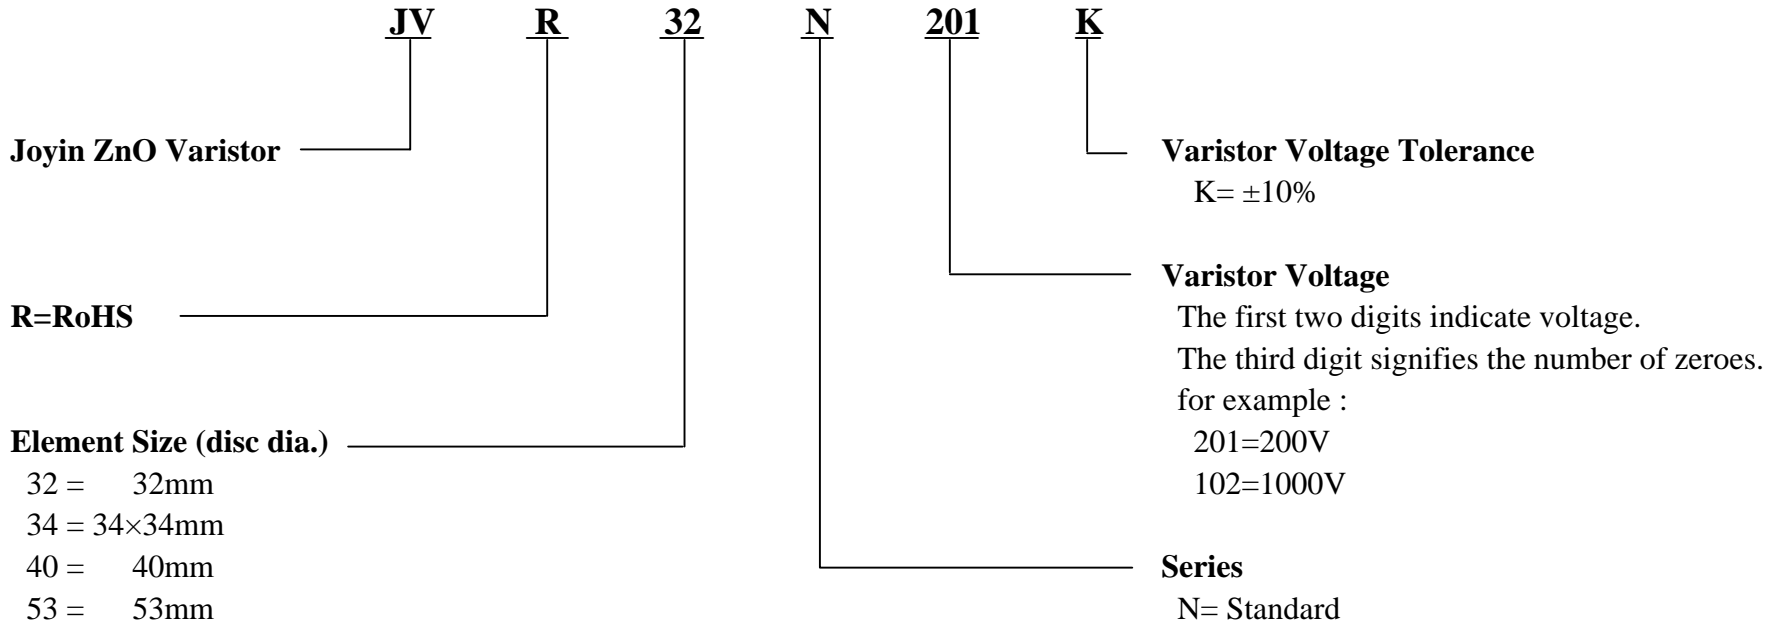 JV R 32 N 201 K
Joyin ZnO Varistor
R=RoHS
Element Size (disc dia.)
32 = 32mm
34 = 34×34mm
40 = 40mm
53 = 53mm
Varistor Voltage Tolerance
K= ±10%
Varistor Voltage
The first two digits indicate voltage.
The third digit signifies the number of zeroes.
for example :
201=200V
102=1000V
Series
N= Standard